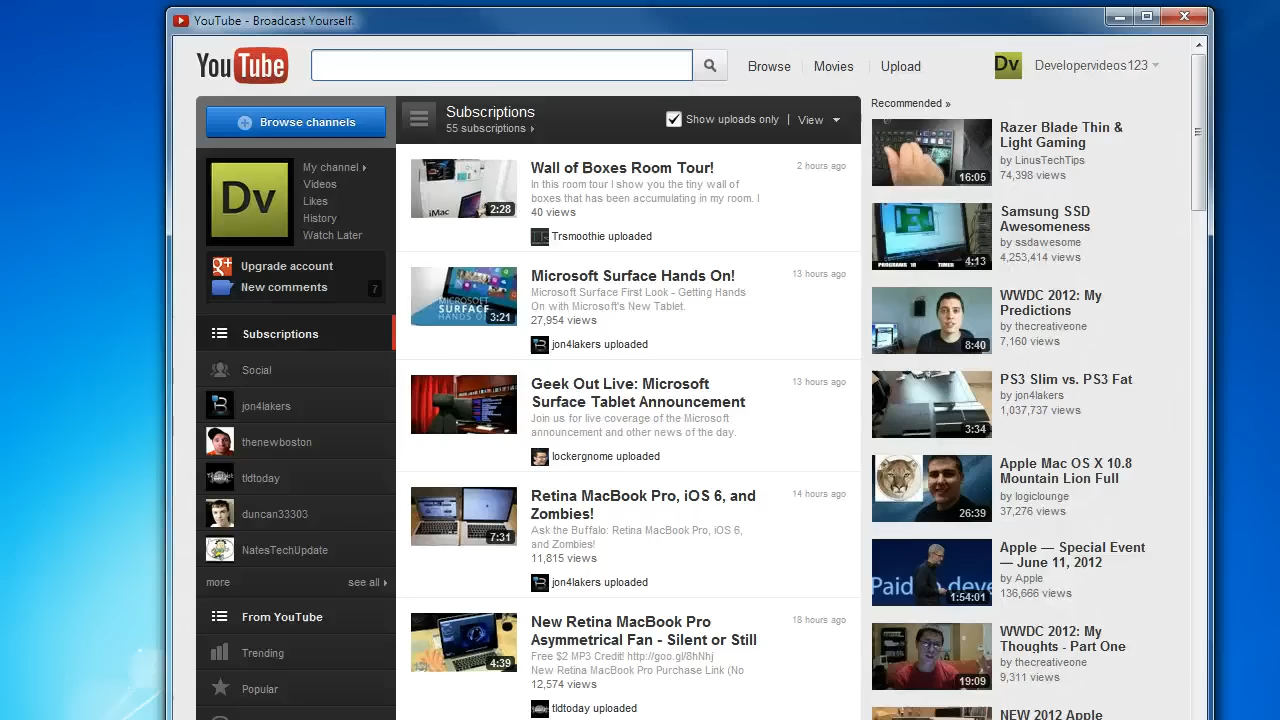 YouTube - Broadcast Yourself.
YouTube
Browse
Movies
Upload
Dv
Developervideos123
Browse channels
Dv
My channel
Videos
Likes
History
Watch Later
Upgrade account
New comments
7
Subscriptions
Social
jon4lakers
thenewboston
tldtoday
duncan33303
NatesTechUpdate
more
see all
From YouTube
Trending
Popular
Subscriptions
55 subscriptions
Show uploads only | View
Wall of Boxes Room Tour!
2 hours ago
In this room tour I show you the tiny wall of
boxes that has been accumulating in my room. I
40 views
iMac
2:28
Trsmoothie uploaded
Microsoft Surface Hands On!
13 hours ago
Microsoft Surface First Look - Getting Hands
On with Microsoft's New Tablet.
27,954 views
MICROSOFT
SURFACE
HANDS ON
3:21
jon4lakers uploaded
Geek Out Live: Microsoft
Surface Tablet Announcement
13 hours ago
Join us for live coverage of the Microsoft
announcement and other news of the day.
lockergnome uploaded
Retina MacBook Pro, iOS 6, and
Zombies!
14 hours ago
Ask the Buffalo: Retina MacBook Pro, iOS 6,
and Zombies!
11,815 views
7:31
jon4lakers uploaded
New Retina MacBook Pro
Asymmetrical Fan - Silent or Still
18 hours ago
Free $2 MP3 Credit! http://goo.gl/8hNhj
New Retina MacBook Pro Purchase Link (No
12,574 views
4:39
tldtoday uploaded
Recommended »
Razer Blade Thin &
Light Gaming
by LinusTechTips
74,398 views
16:05
Samsung SSD
Awesomeness
by ssdawesome
4,253,414 views
PROGRAMS
TIMER
4:13
WWDC 2012: My
Predictions
by thecreativeone
7,160 views
8:40
PS3 Slim vs. PS3 Fat
by jon4lakers
1,037,737 views
3:34
Apple Mac OS X 10.8
Mountain Lion Full
by logiclounge
37,276 views
26:39
Apple — Special Event
— June 11, 2012
by Apple
136,666 views
Paid to deve
1:54:01
WWDC 2012: My
Thoughts - Part One
by thecreativeone
9,311 views
19:09
NEW 2012 Apple